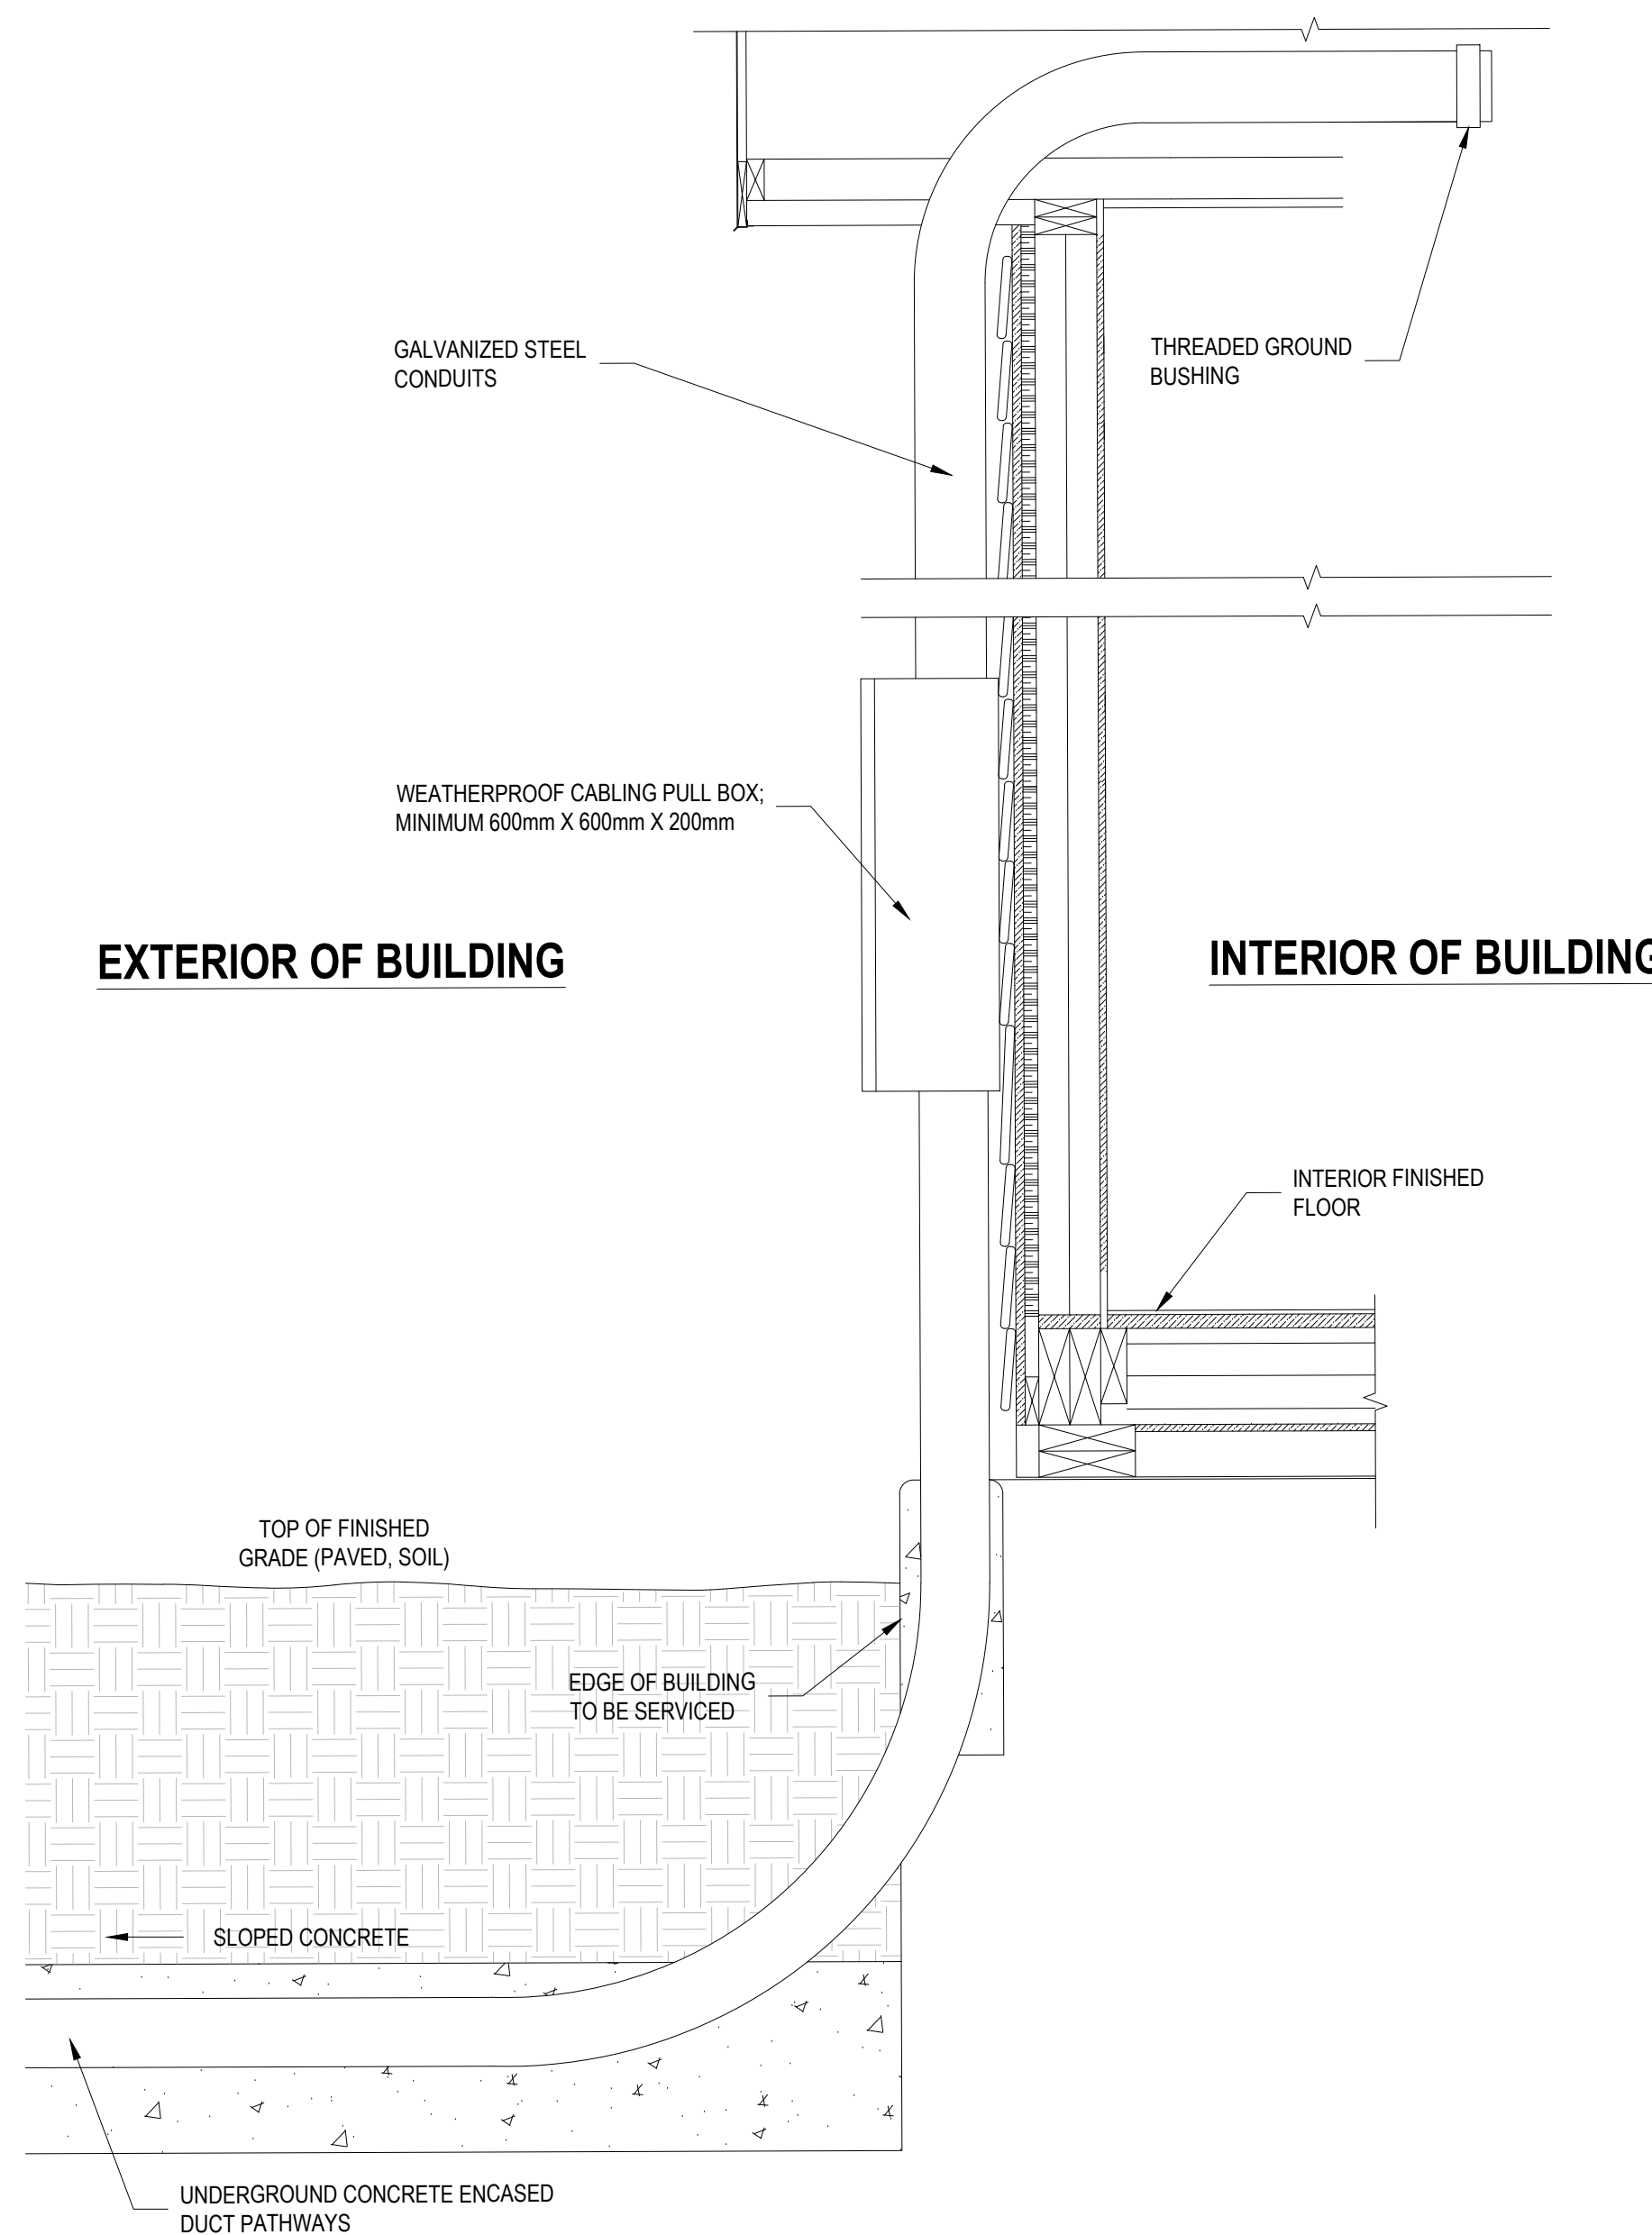 GALVANIZED STEEL
CONDUITS
THREADED GROUND
BUSHING
WEATHERPROOF CABLING PULL BOX;
MINIMUM 600mm X 600mm X 200mm
EXTERIOR OF BUILDING
INTERIOR OF BUILDING
INTERIOR FINISHED
FLOOR
TOP OF FINISHED
GRADE (PAVED, SOIL)
EDGE OF BUILDING
TO BE SERVICED
SLOPED CONCRETE
UNDERGROUND CONCRETE ENCASED
DUCT PATHWAYS